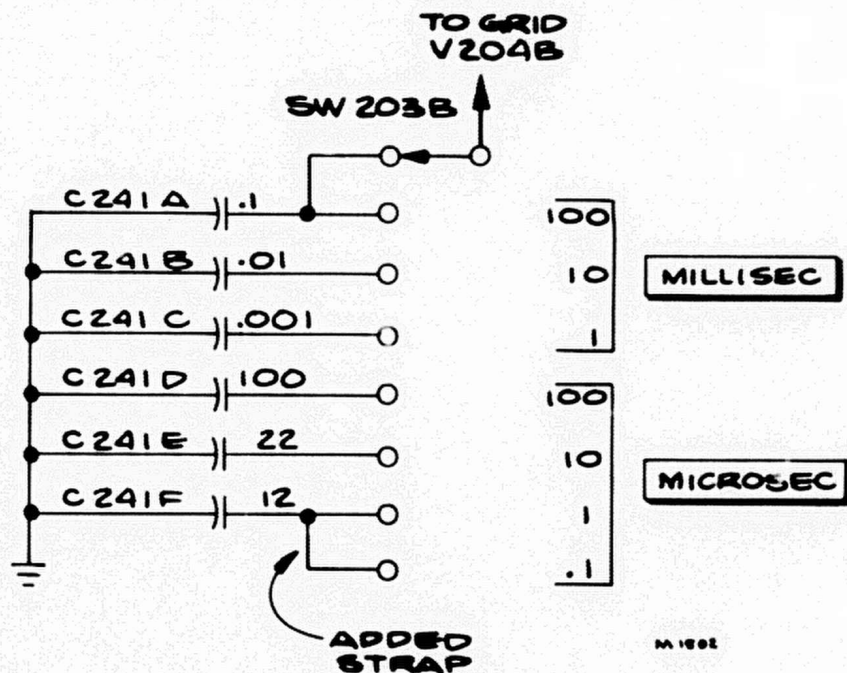 TO GRID
V204B
SW 203B
C241A .1
C241B .01
C241C .001
C241D 100
C241E 22
C241F 12
100
10
1
MILLISEC
100
10
1
.1
MICROSEC
ADDED
STRAP
M 1802